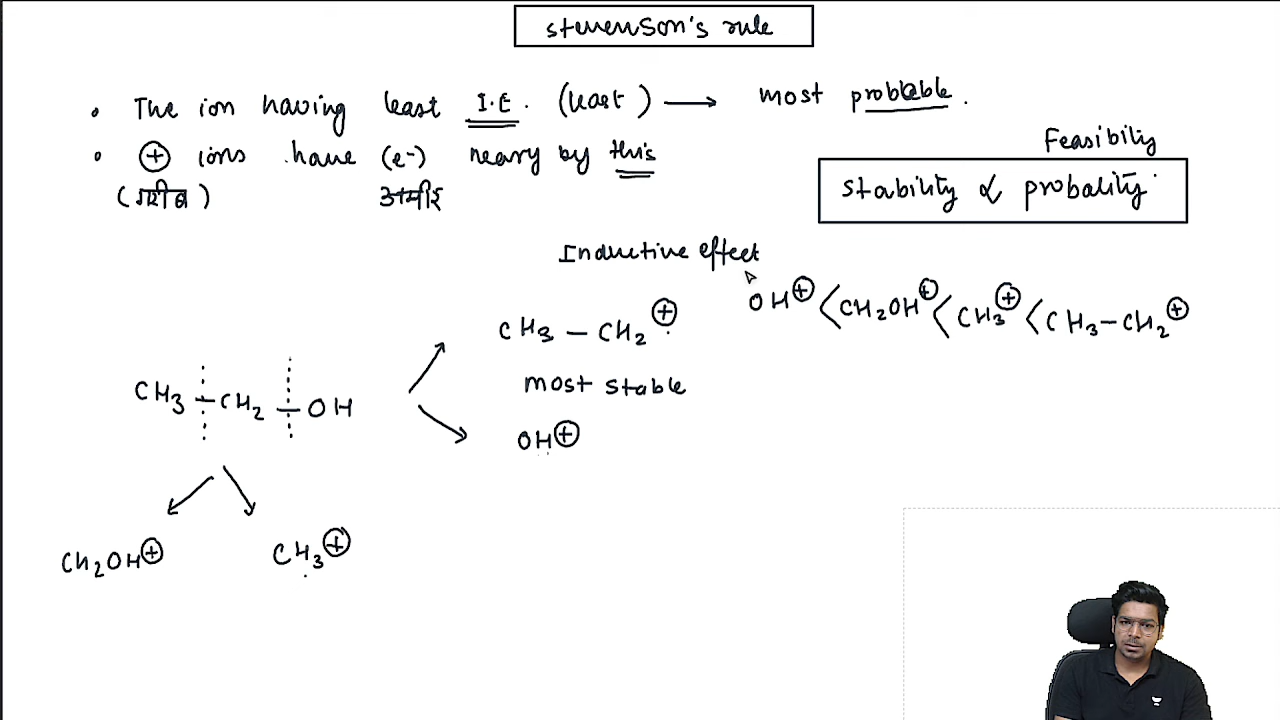 stevenson's rule
• The ion having least I.E. (least) → most probable.
• ⊕ ions have (e-) neary by this
(गरीब) अमीर
Feasibility
stability ∝ probality
Inductive effect
OH⊕ < CH2OH⊕ < CH3⊕ < CH3-CH2⊕
CH3 - CH2⊕
most stable
CH3 - CH2 - OH
OH⊕
CH2OH⊕ CH3⊕